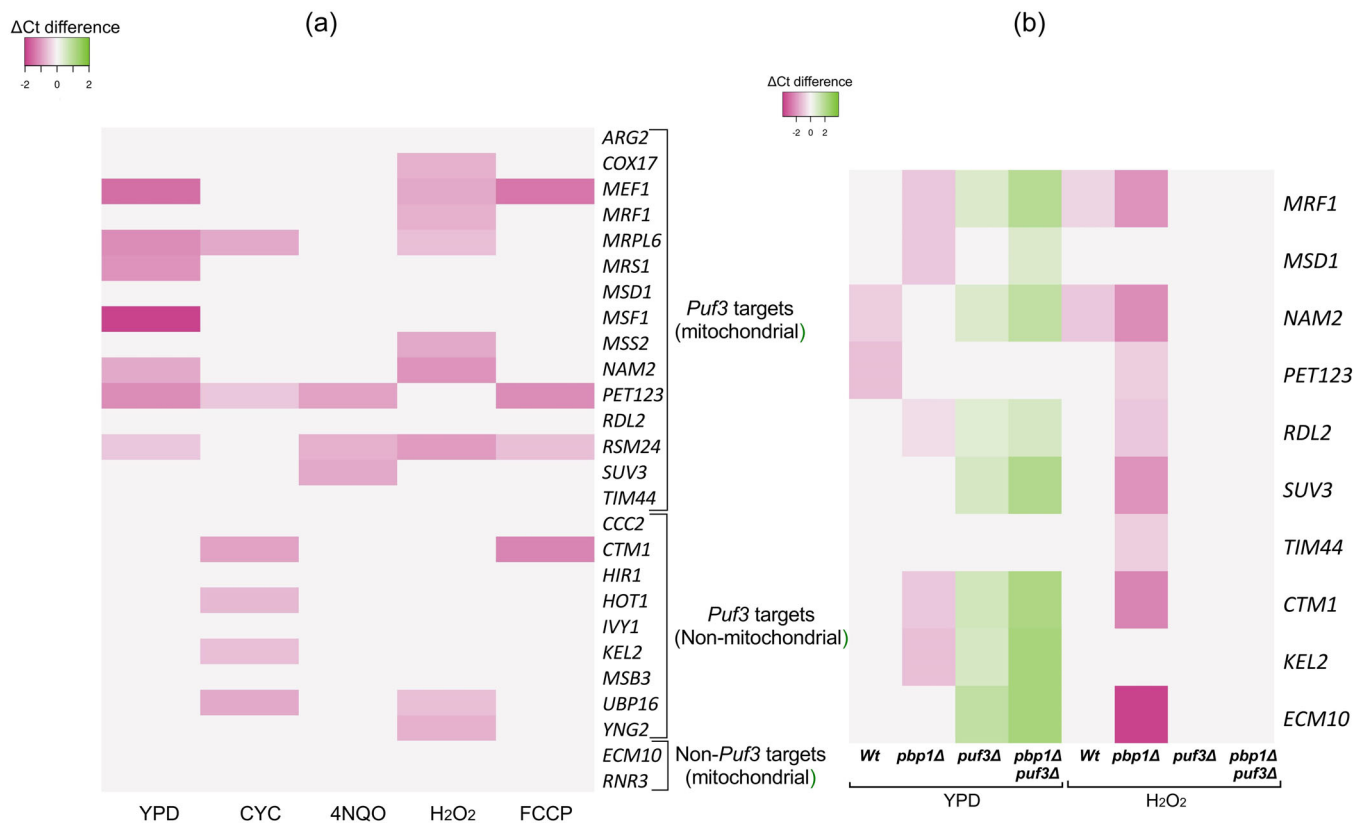 (a)
ΔCt difference
-2 0 2
ARG2
COX17
MEF1
MRF1
MRPL6
MRS1
MSD1
MSF1
MSS2
NAM2
PET123
RDL2
RSM24
SUV3
TIM44
CCC2
CTM1
HIR1
HOT1
IVY1
KEL2
MSB3
UBP16
YNG2
ECM10
RNR3
Puf3 targets
(mitochondrial)
Puf3 targets
(Non-mitochondrial)
Non-Puf3 targets
(mitochondrial)
YPD CYC 4NQO H2O2 FCCP
(b)
ΔCt difference
-2 0 2
MRF1
MSD1
NAM2
PET123
RDL2
SUV3
TIM44
CTM1
KEL2
ECM10
Wt pbp1Δ puf3Δ pbp1Δ Wt pbp1Δ puf3Δ pbp1Δ
puf3Δ puf3Δ
YPD H2O2